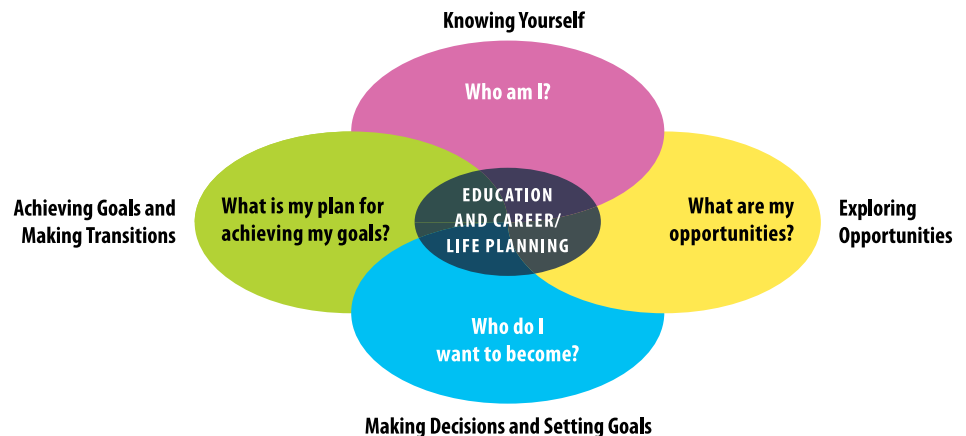 Knowing Yourself
Who am I?
Achieving Goals and
Making Transitions
What is my plan for
achieving my goals?
EDUCATION
AND CAREER/
LIFE PLANNING
What are my
opportunities?
Exploring
Opportunities
Who do I
want to become?
Making Decisions and Setting Goals